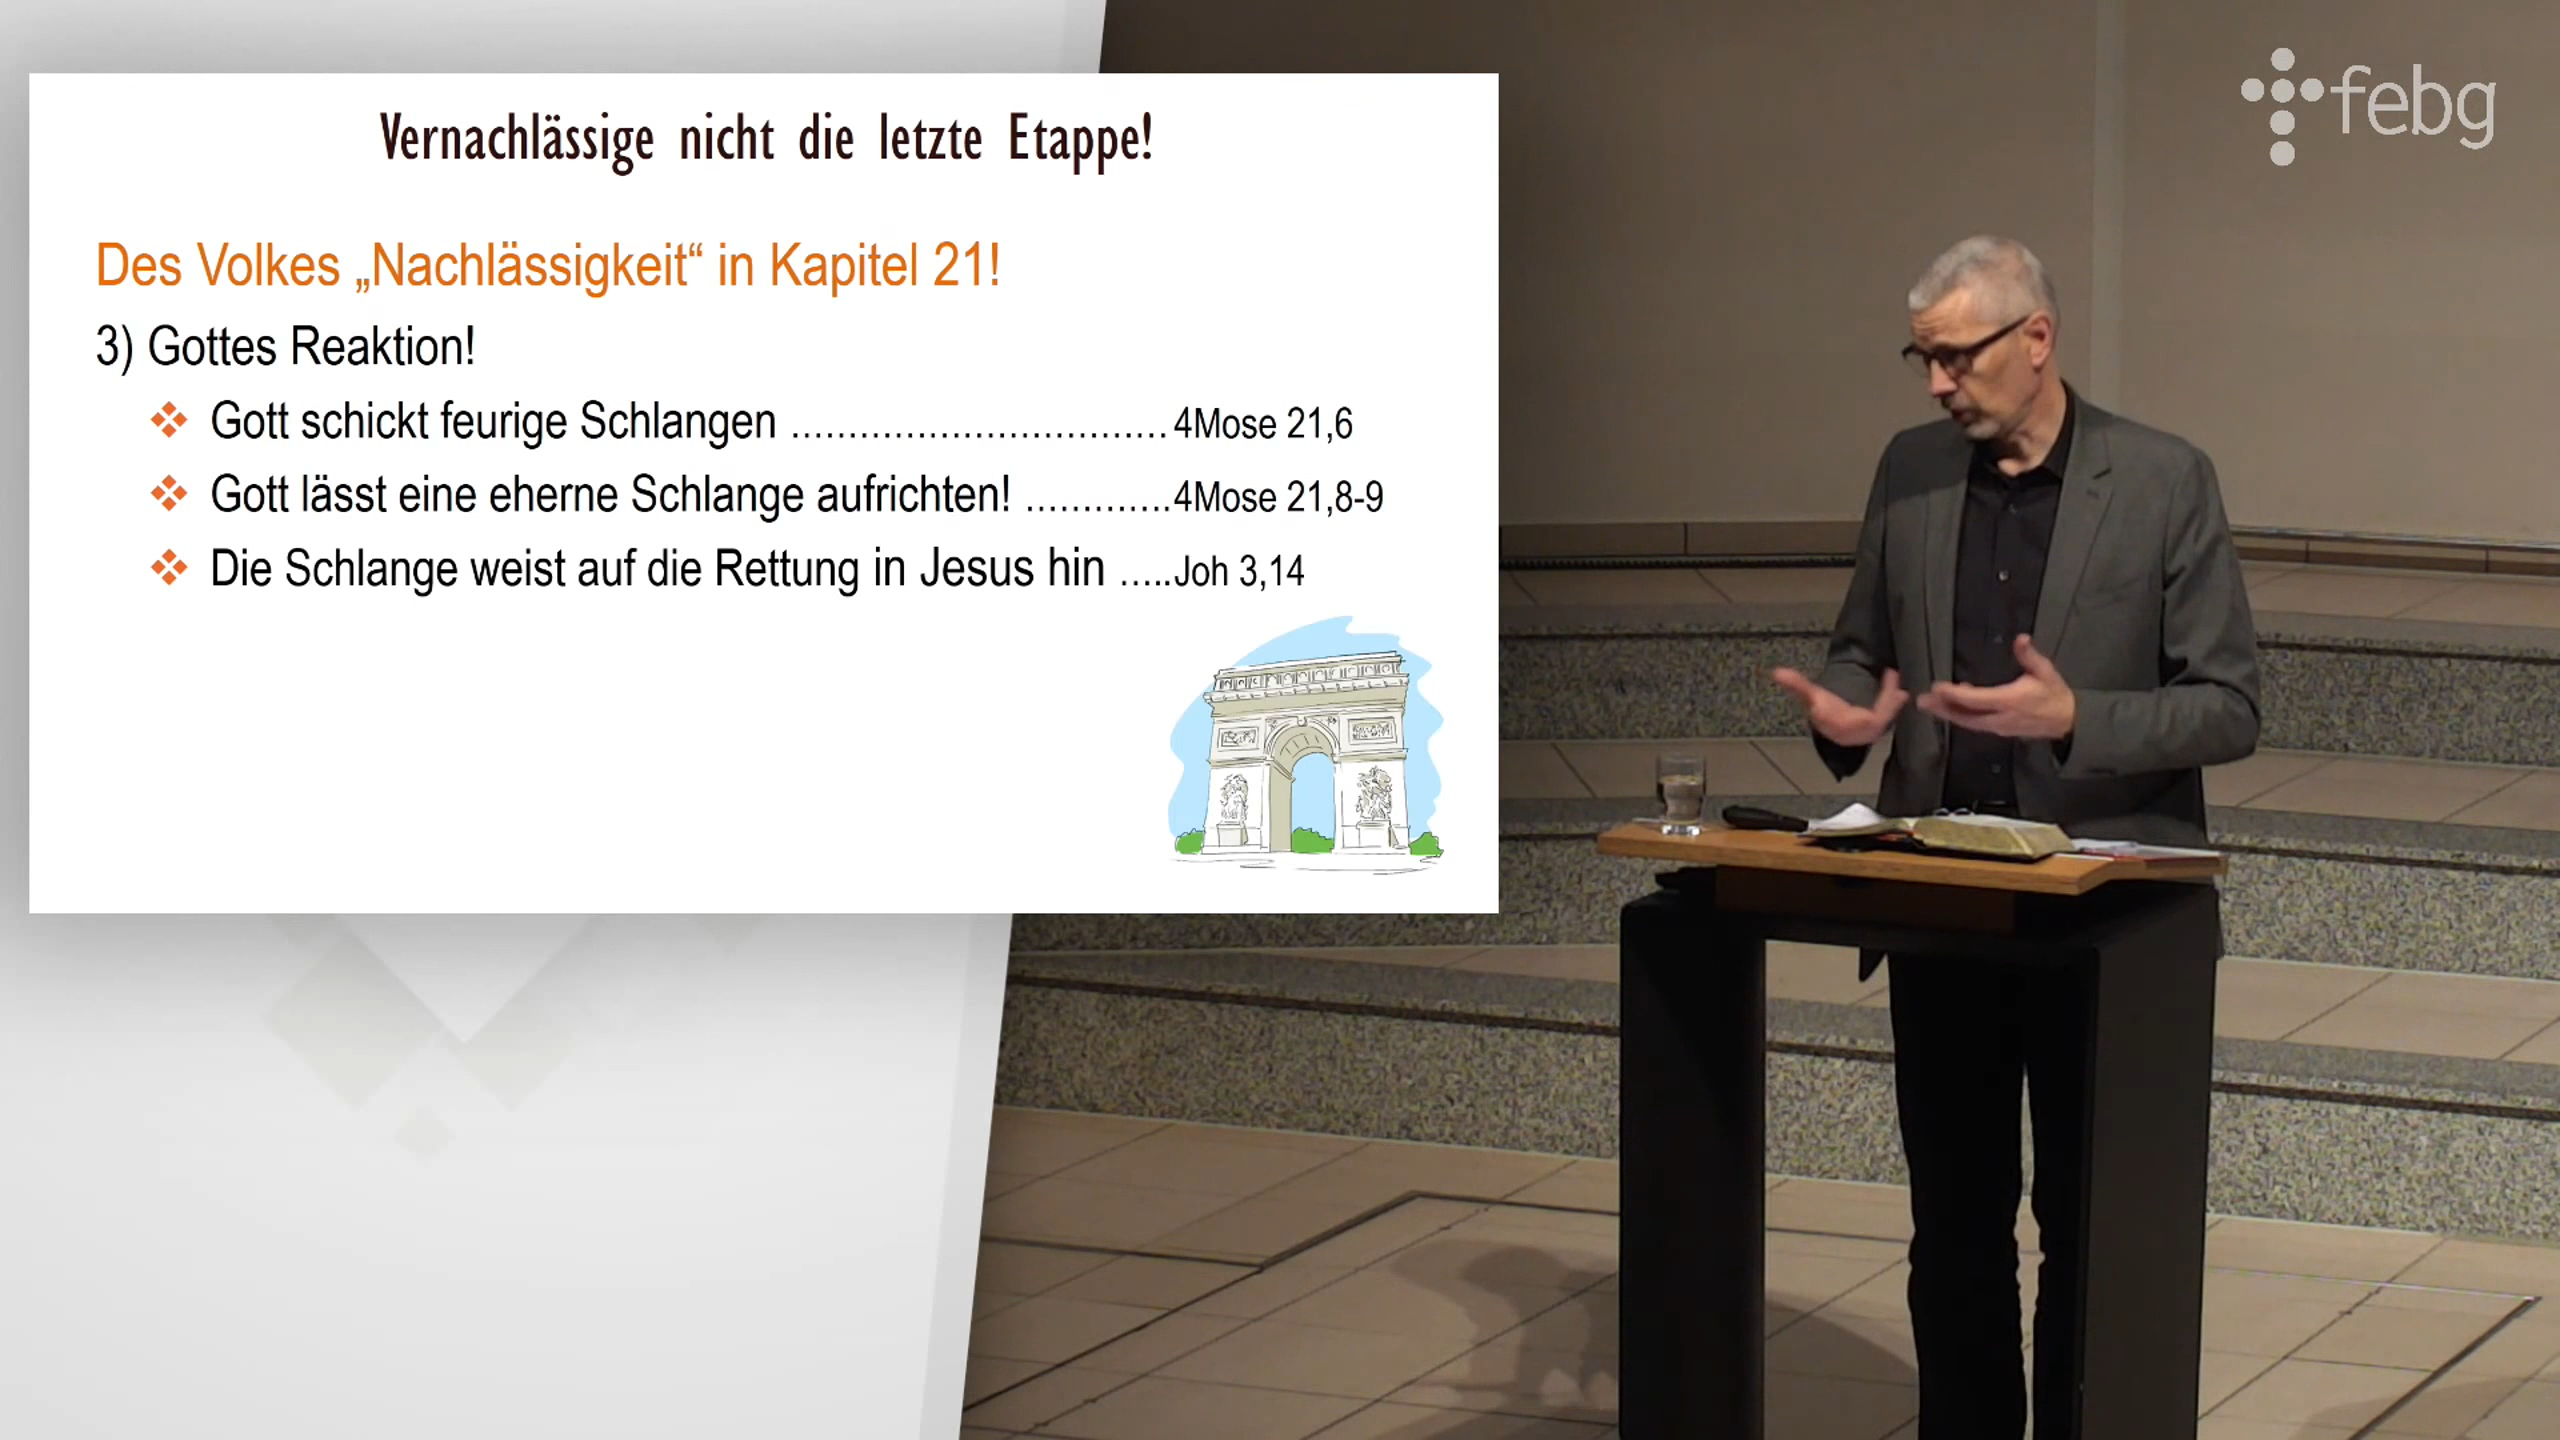 Vernachlässige nicht die letzte Etappe!
Des Volkes „Nachlässigkeit“ in Kapitel 21!
3) Gottes Reaktion!
❖ Gott schickt feurige Schlangen ................................. 4Mose 21,6
❖ Gott lässt eine eherne Schlange aufrichten! ............. 4Mose 21,8-9
❖ Die Schlange weist auf die Rettung in Jesus hin ..... Joh 3,14
febg